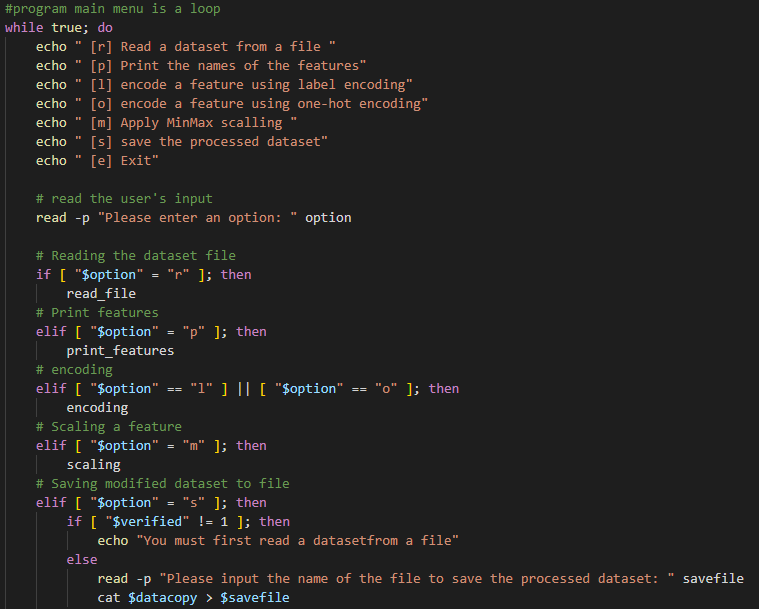 #program main menu is a loop
while true; do
    echo " [r] Read a dataset from a file "
    echo " [p] Print the names of the features"
    echo " [l] encode a feature using label encoding"
    echo " [o] encode a feature using one-hot encoding"
    echo " [m] Apply MinMax scalling "
    echo " [s] save the processed dataset"
    echo " [e] Exit"
    # read the user's input
    read -p "Please enter an option: " option
    # Reading the dataset file
    if [ "$option" = "r" ]; then
        read_file
    # Print features
    elif [ "$option" = "p" ]; then
        print_features
    # encoding
    elif [ "$option" == "l" ] || [ "$option" == "o" ]; then
        encoding
    # Scaling a feature
    elif [ "$option" = "m" ]; then
        scaling
    # Saving modified dataset to file
    elif [ "$option" = "s" ]; then
        if [ "$verified" != 1 ]; then
            echo "You must first read a datasetfrom a file"
        else
            read -p "Please input the name of the file to save the processed dataset: " savefile
            cat $datacopy > $savefile